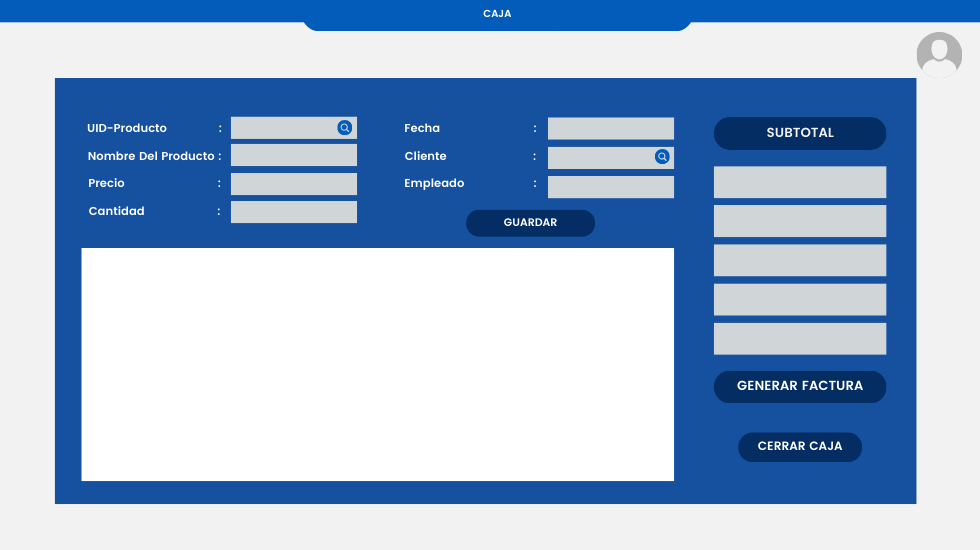 CAJA
UID-Producto :
Nombre Del Producto :
Precio :
Cantidad :
Fecha :
Cliente :
Empleado :
GUARDAR
SUBTOTAL
GENERAR FACTURA
CERRAR CAJA